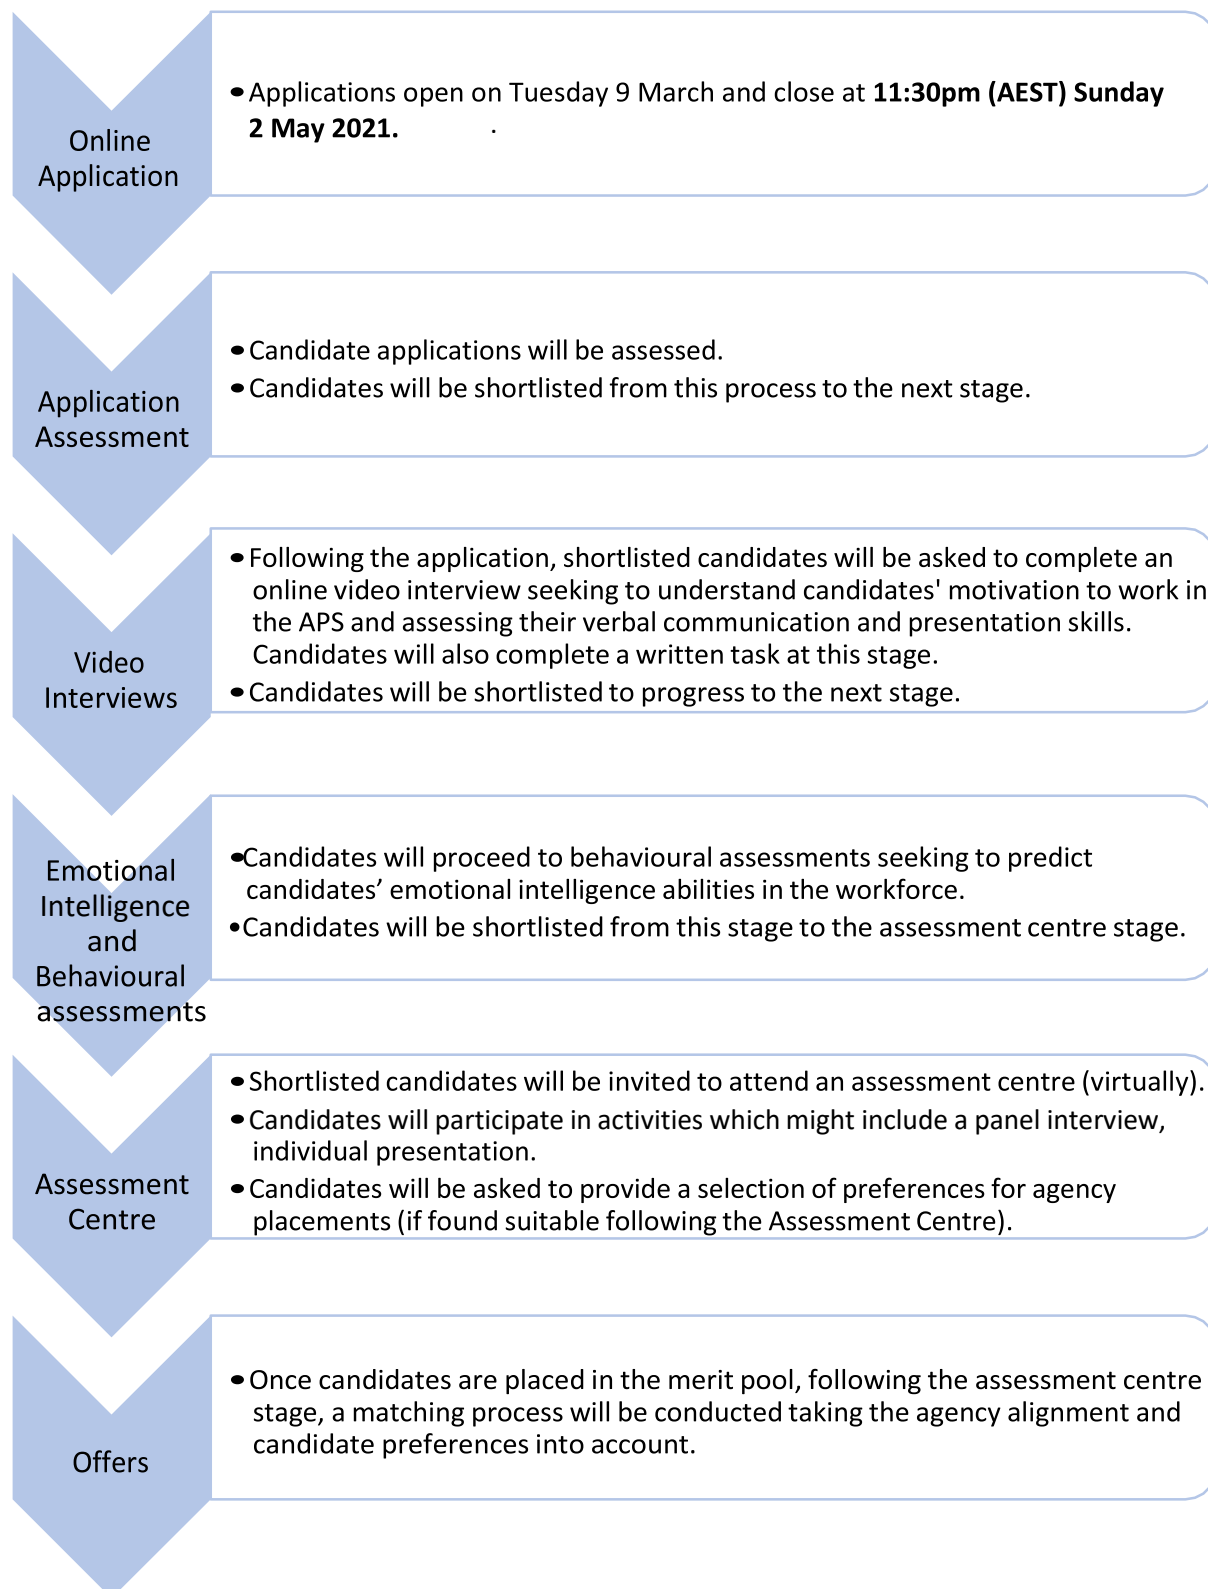 Online
Application
• Applications open on Tuesday 9 March and close at 11:30pm (AEST) Sunday
2 May 2021. .
Application
Assessment
• Candidate applications will be assessed.
• Candidates will be shortlisted from this process to the next stage.
Video
Interviews
• Following the application, shortlisted candidates will be asked to complete an
online video interview seeking to understand candidates' motivation to work in
the APS and assessing their verbal communication and presentation skills.
Candidates will also complete a written task at this stage.
• Candidates will be shortlisted to progress to the next stage.
Emotional
Intelligence
and
Behavioural
assessments
• Candidates will proceed to behavioural assessments seeking to predict
candidates’ emotional intelligence abilities in the workforce.
• Candidates will be shortlisted from this stage to the assessment centre stage.
Assessment
Centre
• Shortlisted candidates will be invited to attend an assessment centre (virtually).
• Candidates will participate in activities which might include a panel interview,
individual presentation.
• Candidates will be asked to provide a selection of preferences for agency
placements (if found suitable following the Assessment Centre).
Offers
• Once candidates are placed in the merit pool, following the assessment centre
stage, a matching process will be conducted taking the agency alignment and
candidate preferences into account.